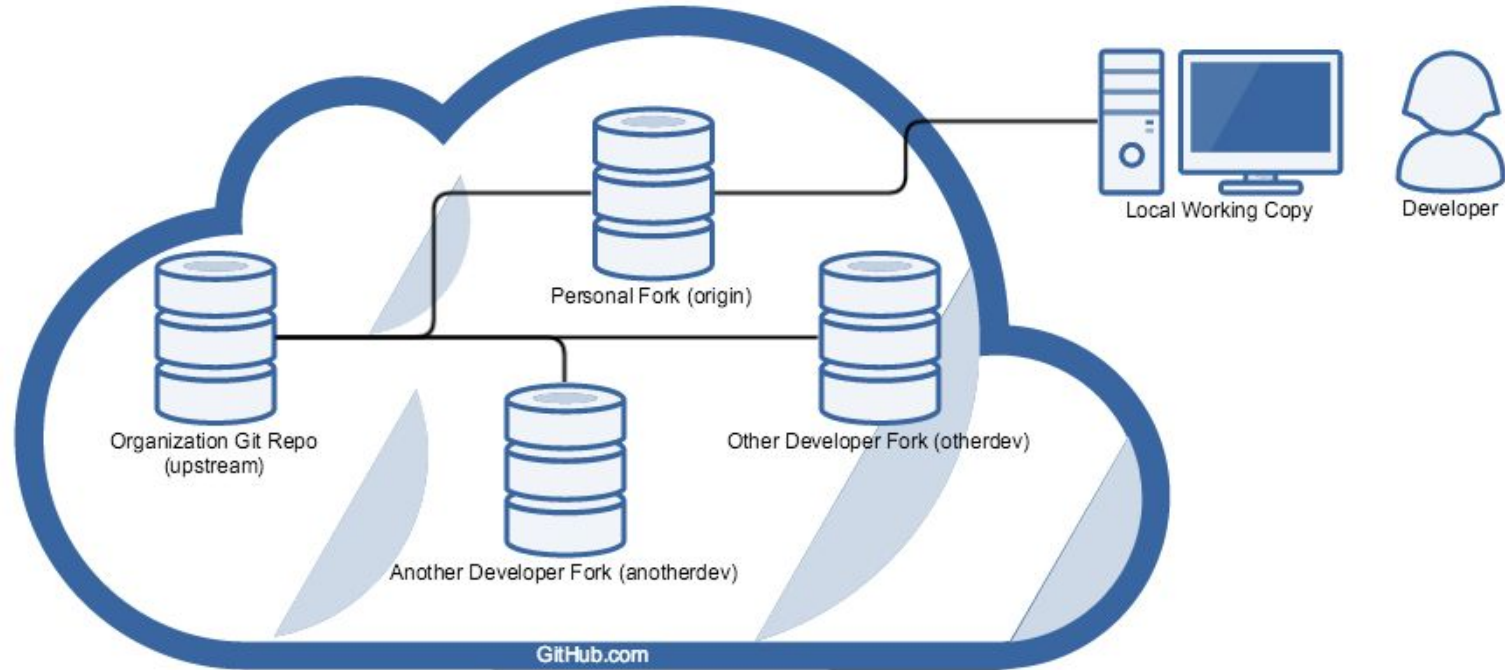 Local Working Copy
Developer
Personal Fork (origin)
Organization Git Repo
(upstream)
Other Developer Fork (otherdev)
Another Developer Fork (anotherdev)
GitHub.com